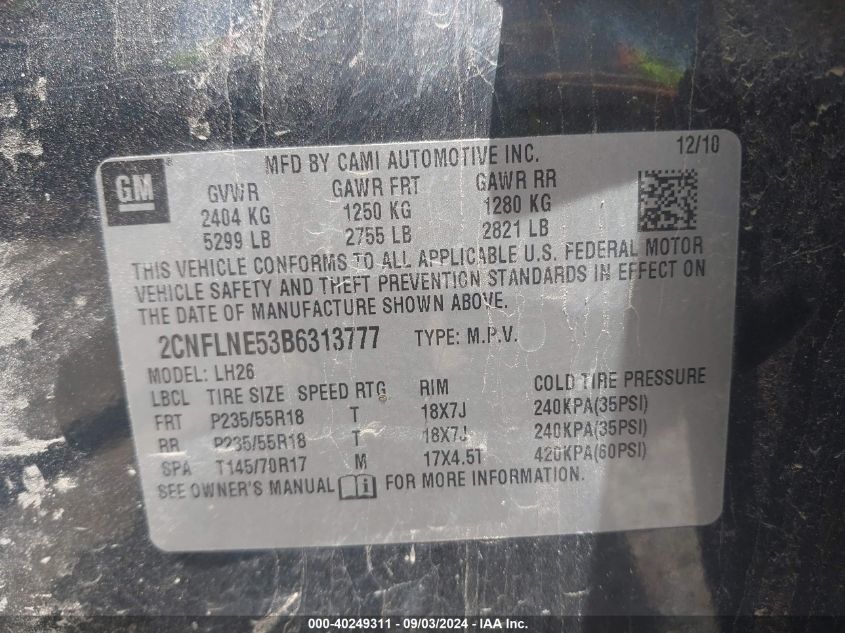 GM
MFD BY CAMI AUTOMOTIVE INC.
12/10
GVWR GAWR FRT GAWR RR
2404 KG 1250 KG 1280 KG
5299 LB 2755 LB 2821 LB
THIS VEHICLE CONFORMS TO ALL APPLICABLE U.S. FEDERAL MOTOR
VEHICLE SAFETY AND THEFT PREVENTION STANDARDS IN EFFECT ON
THE DATE OF MANUFACTURE SHOWN ABOVE.
2CNFLNE53B6313777 TYPE: M.P.V.
MODEL: LH26
LBCL TIRE SIZE SPEED RTG RIM COLD TIRE PRESSURE
FRT P235/55R18 T 18X7J 240KPA(35PSI)
RR P235/55R18 T 18X7J 240KPA(35PSI)
SPA T145/70R17 M 17X4.5T 420KPA(60PSI)
SEE OWNER'S MANUAL i FOR MORE INFORMATION.
000-40249311 - 09/03/2024 - IAAI.COM